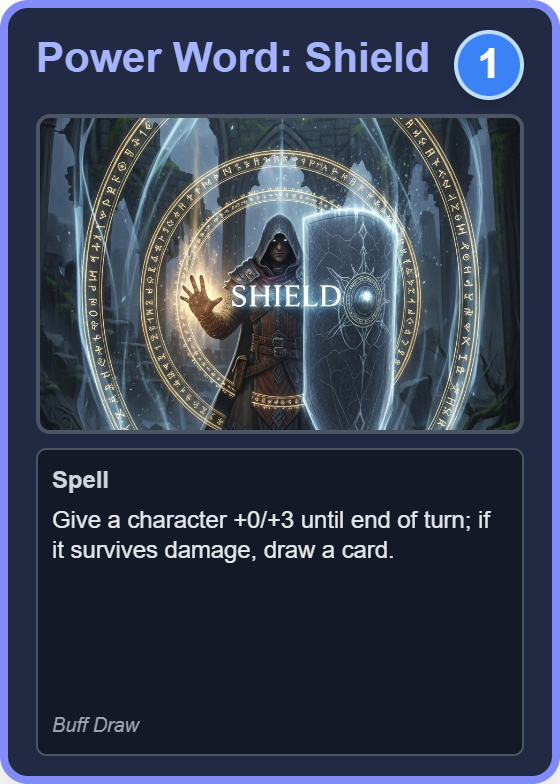 Power Word: Shield
1
SHIELD
Spell
Give a character +0/+3 until end of turn; if
it survives damage, draw a card.
Buff Draw